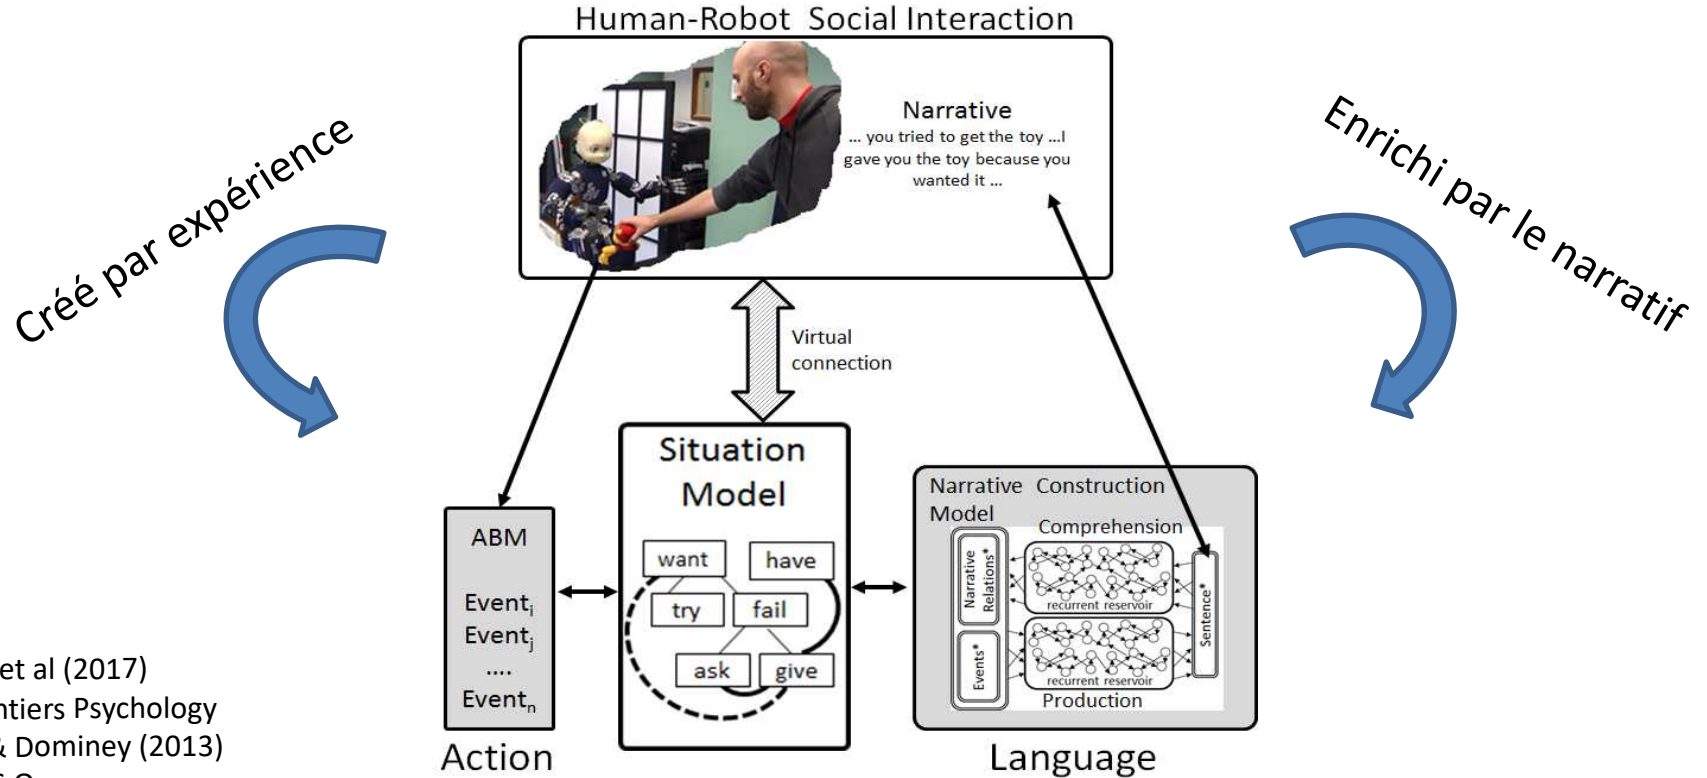 Human-Robot Social Interaction
Créé par expérience
Enrichi par le narratif
Narrative
... you tried to get the toy ...I
gave you the toy because you
wanted it ...
Virtual
connection
Situation
Model
want
have
try
fail
ask
give
ABM
Eventᵢ
Eventⱼ
....
Eventₙ
Action
Narrative Construction
Model
Comprehension
Narrative
Relations*
recurrent reservoir
Sentence*
Events*
recurrent reservoir
Production
Language
et al (2017)
ntiers Psychology
& Dominey (2013)